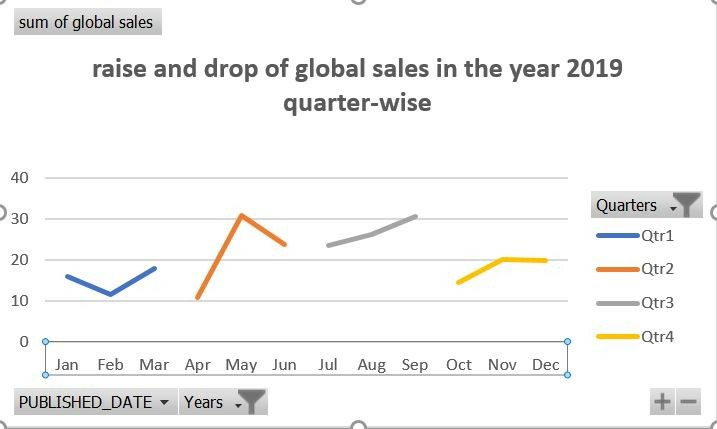 sum of global sales
raise and drop of global sales in the year 2019
quarter-wise
40
30
20
10
0
Jan Feb Mar Apr May Jun Jul Aug Sep Oct Nov Dec
Quarters
Qtr1
Qtr2
Qtr3
Qtr4
PUBLISHED_DATE Years